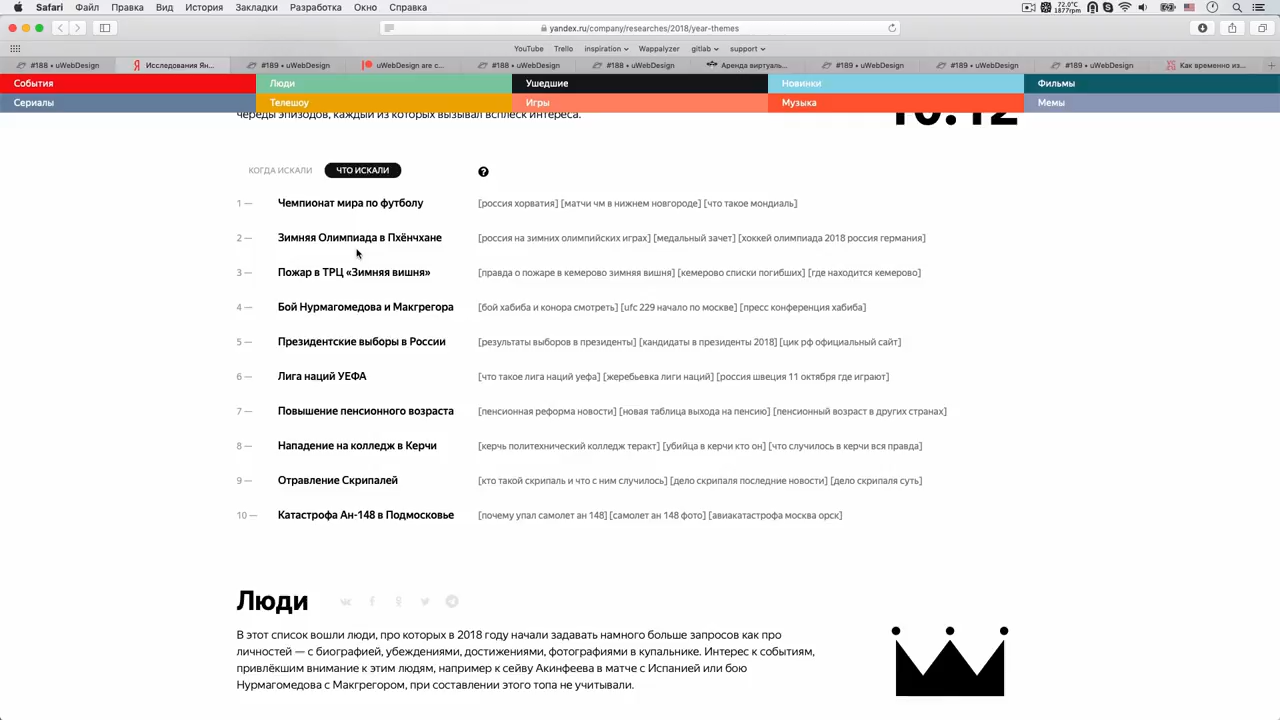 Safari Файл Правка Вид История Закладки Разработка Окно Справка
72.0°C
1877rpm
yandex.ru/company/researches/2018/year-themes
YouTube Trello inspiration Wappalyzer gitlab support
#188 • uWebDesign Исследования Ян... #189 • uWebDesign uWebDesign are c... #188 • uWebDesign #188 • uWebDesign Аренда виртуаль... #189 • uWebDesign #189 • uWebDesign #189 • uWebDesign Как временно из...
События Люди Ушедшие Новинки Фильмы
Сериалы Телешоу Игры Музыка Мемы
череды эпизодов, каждый из которых вызывал всплеск интереса.
10.12
КОГДА ИСКАЛИ ЧТО ИСКАЛИ ?
1 — Чемпионат мира по футболу [россия хорватия] [матчи чм в нижнем новгороде] [что такое мондиаль]
2 — Зимняя Олимпиада в Пхёнчхане [россия на зимних олимпийских играх] [медальный зачет] [хоккей олимпиада 2018 россия германия]
3 — Пожар в ТРЦ «Зимняя вишня» [правда о пожаре в кемерово зимняя вишня] [кемерово списки погибших] [где находится кемерово]
4 — Бой Нурмагомедова и Макгрегора [бой хабиба и конора смотреть] [ufc 229 начало по москве] [пресс конференция хабиба]
5 — Президентские выборы в России [результаты выборов в президенты] [кандидаты в президенты 2018] [цик рф официальный сайт]
6 — Лига наций УЕФА [что такое лига наций уефа] [жеребьевка лиги наций] [россия швеция 11 октября где играют]
7 — Повышение пенсионного возраста [пенсионная реформа новости] [новая таблица выхода на пенсию] [пенсионный возраст в других странах]
8 — Нападение на колледж в Керчи [керчь политехнический колледж теракт] [убийца в керчи кто он] [что случилось в керчи вся правда]
9 — Отравление Скрипалей [кто такой скрипаль и что с ним случилось] [дело скрипаля последние новости] [дело скрипаля суть]
10 — Катастрофа Ан-148 в Подмосковье [почему упал самолет ан 148] [самолет ан 148 фото] [авиакатастрофа москва орск]
Люди
В этот список вошли люди, про которых в 2018 году начали задавать намного больше запросов как про
личностей — с биографией, убеждениями, достижениями, фотографиями в купальнике. Интерес к событиям,
привлёкшим внимание к этим людям, например к сейву Акинфеева в матче с Испанией или бою
Нурмагомедова с Макгрегором, при составлении этого топа не учитывали.